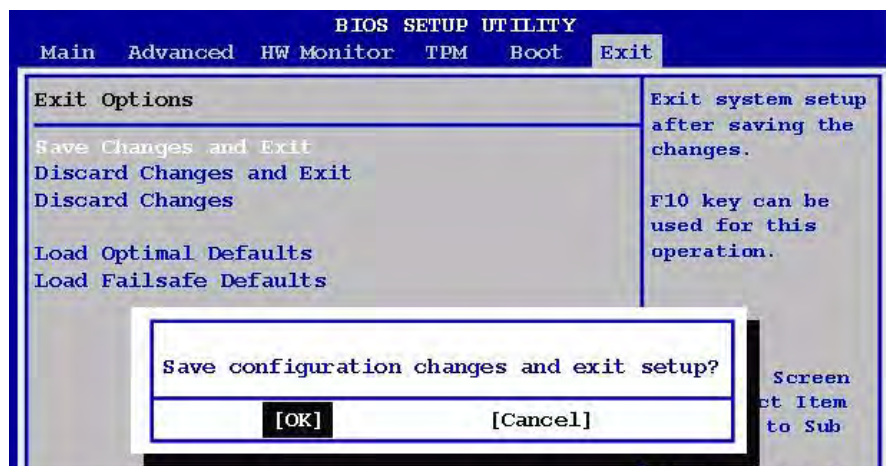 BIOS SETUP UTILITY
Main Advanced HW Monitor TPM Boot Exit
Exit Options
Save Changes and Exit
Discard Changes and Exit
Discard Changes
Load Optimal Defaults
Load Failsafe Defaults
Exit system setup
after saving the
changes.
F10 key can be
used for this
operation.
Save configuration changes and exit setup?
[OK] [Cancel]
Screen
Item
to Sub